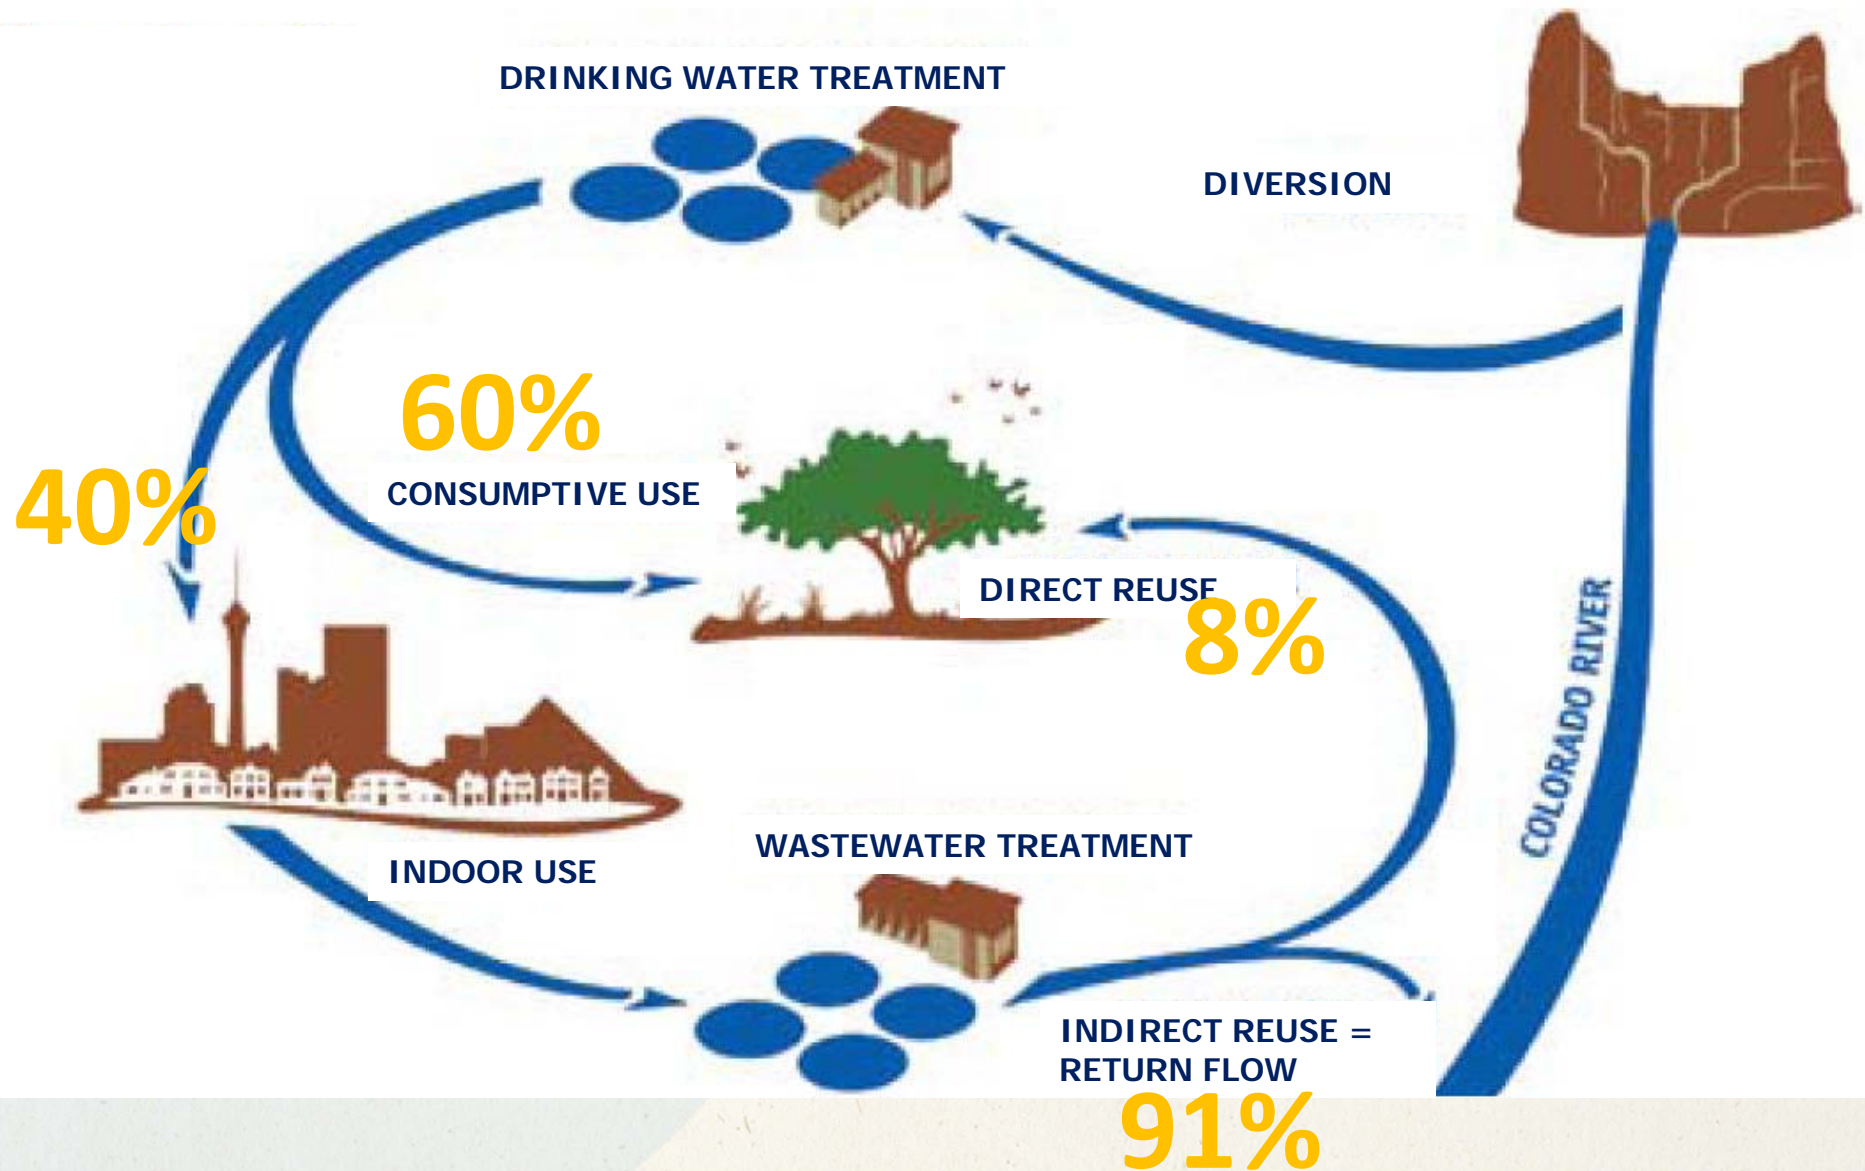 DRINKING WATER TREATMENT
DIVERSION
60%
CONSUMPTIVE USE
40%
DIRECT REUSE
8%
COLORADO RIVER
WASTEWATER TREATMENT
INDOOR USE
INDIRECT REUSE =
RETURN FLOW
91%